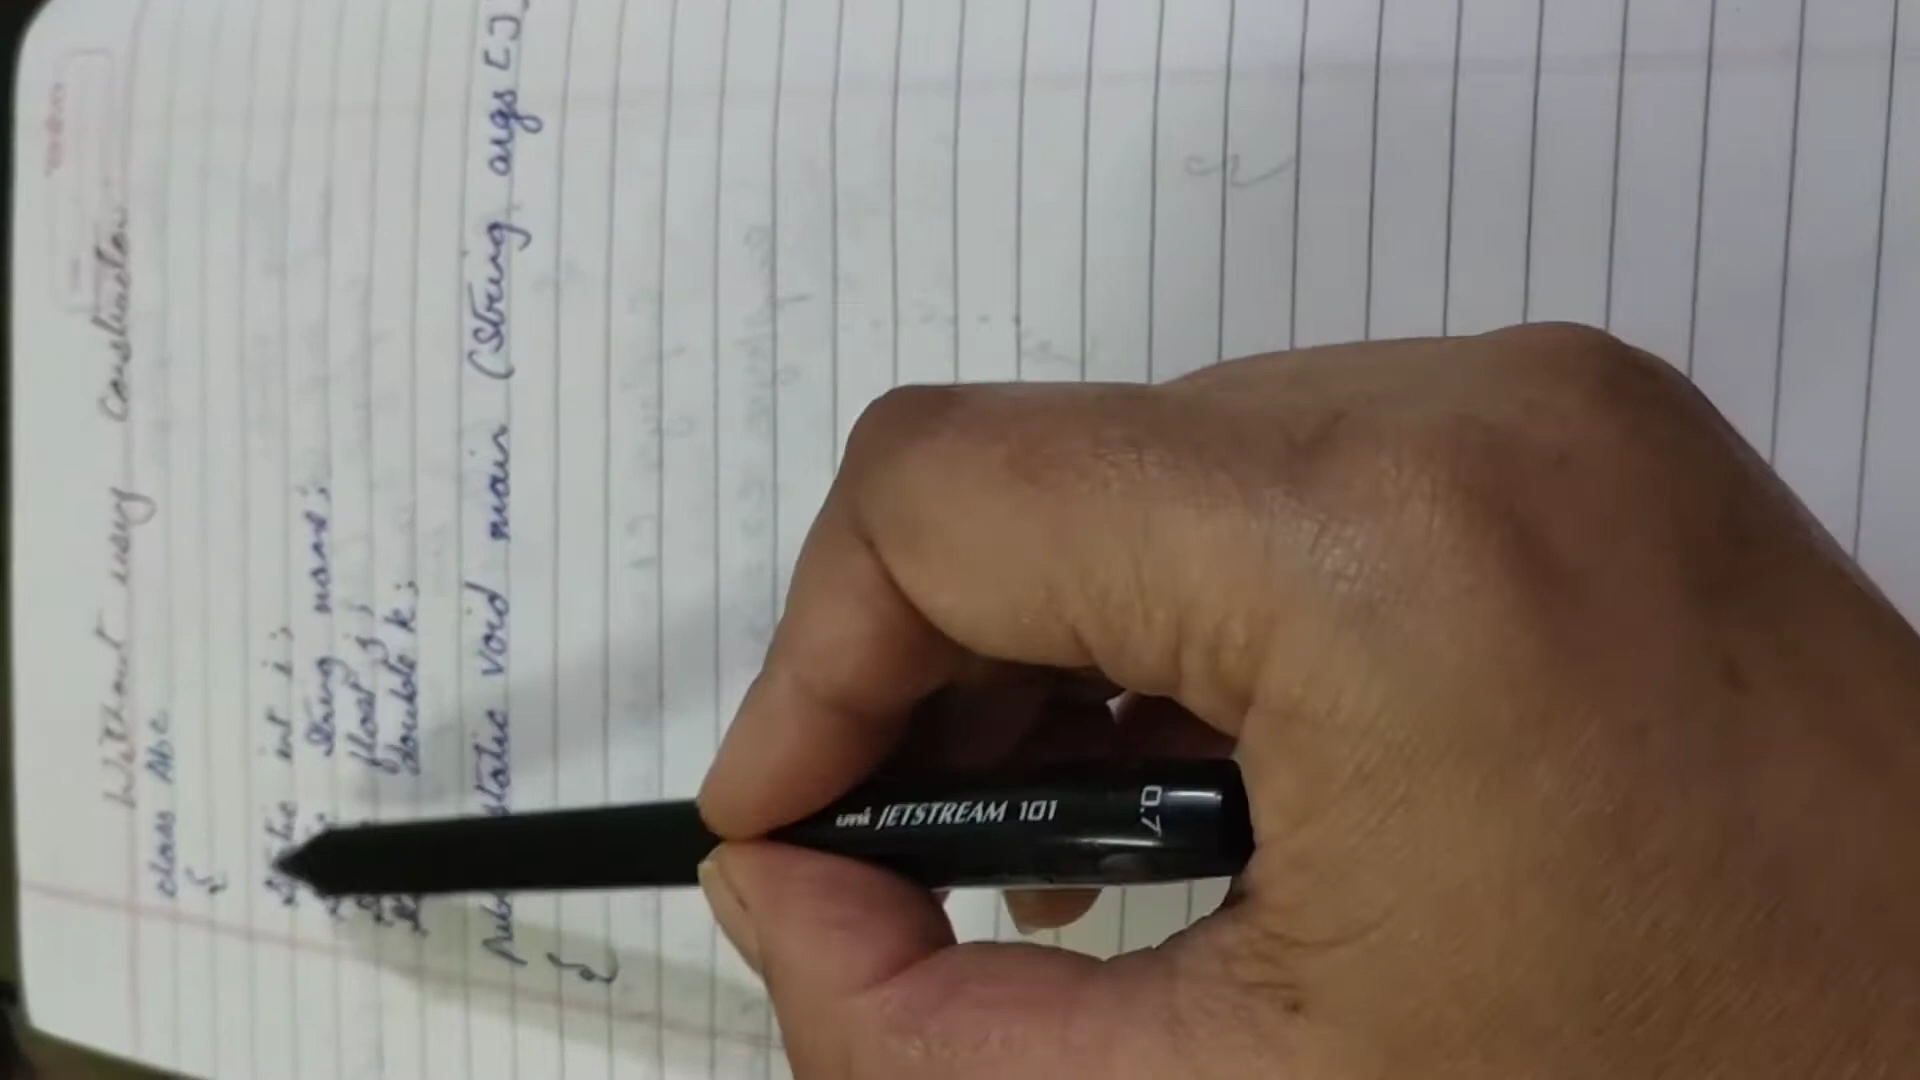 Without using constructor.
class Abc
{
static int i;
String name;
float j;
double k;
static void main (String args[])
{
uni JETSTREAM 101 0.7